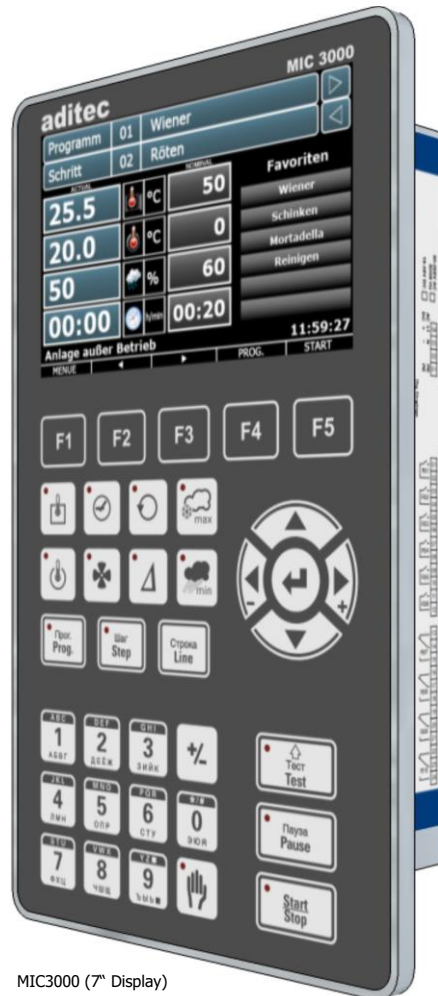 aditec MIC 3000
Programm 01 Wiener
Schritt 02 Röten
ACTUAL NOMINAL Favoriten
25.5 °C 50 Wiener
20.0 °C 0 Schinken
50 % 60 Mortadella
00:00 h/min 00:20 Reinigen
Anlage außer Betrieb 11:59:27
MENUE PROG. START
F1 F2 F3 F4 F5
max
min
Прог. Prog.
Шаг Step
Строка Line
ABC 1 АБВГ
DEF 2 ДЕЁЖ
GHI 3 ЗИЙК
+/-
JKL 4 ЛМН
MNO 5 ОПР
PQR 6 СТУ
0 ЭЮЯ
STU 7 ФХЦ
VWX 8 ЧШЩ
YZ 9 ЪЫЬ
- +
Тест Test
Пауза Pause
Start Stop
MIC3000 (7“ Display)